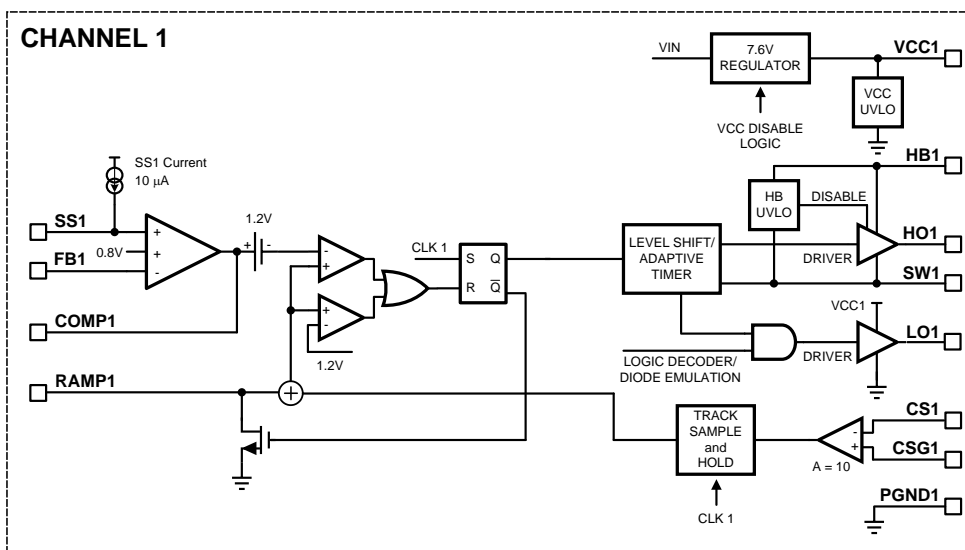 CHANNEL 1
VIN
7.6V
REGULATOR
VCC1
VCC
UVLO
VCC DISABLE
LOGIC
HB1
SS1 Current
10 μA
HB
UVLO
DISABLE
SS1
+
1.2V
+ -
0.8V
+
FB1
-
-
+
CLK 1
S Q
R Q̅
LEVEL SHIFT/
ADAPTIVE
TIMER
DRIVER
HO1
SW1
COMP1
+
-
1.2V
VCC1
LO1
LOGIC DECODER/
DIODE EMULATION
DRIVER
RAMP1
+
TRACK
SAMPLE
and
HOLD
CLK 1
-
+
A = 10
CS1
CSG1
PGND1